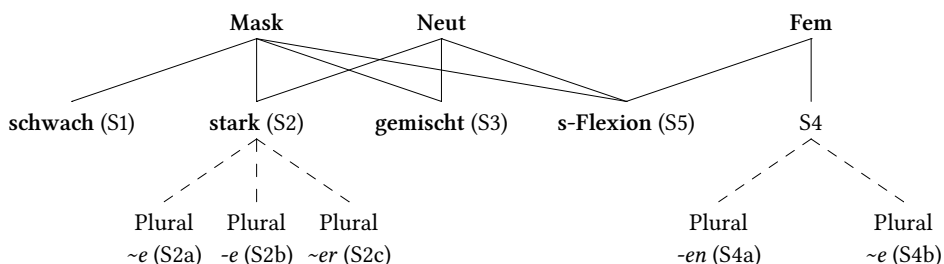 Mask Neut Fem
schwach (S1) stark (S2) gemischt (S3) s-Flexion (S5) S4
Plural Plural Plural Plural Plural
~e (S2a) -e (S2b) ~er (S2c) -en (S4a) ~e (S4b)